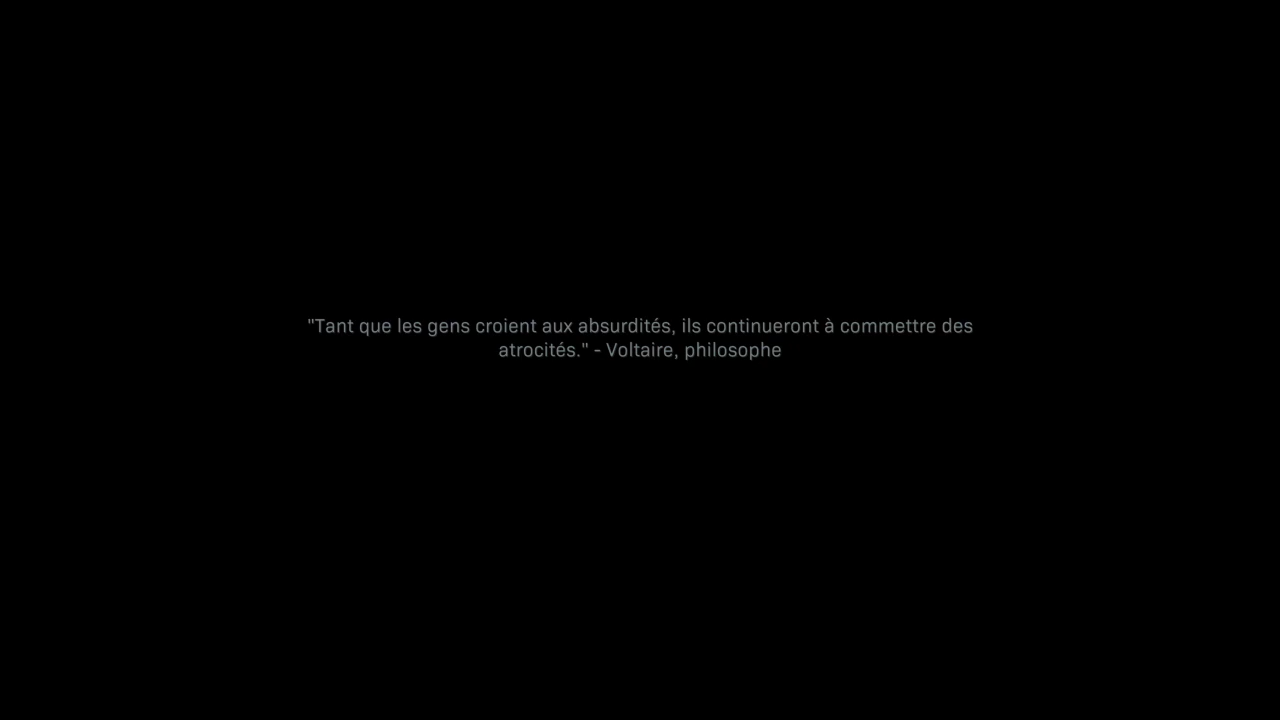 "Tant que les gens croient aux absurdités, ils continueront à commettre des
atrocités." - Voltaire, philosophe